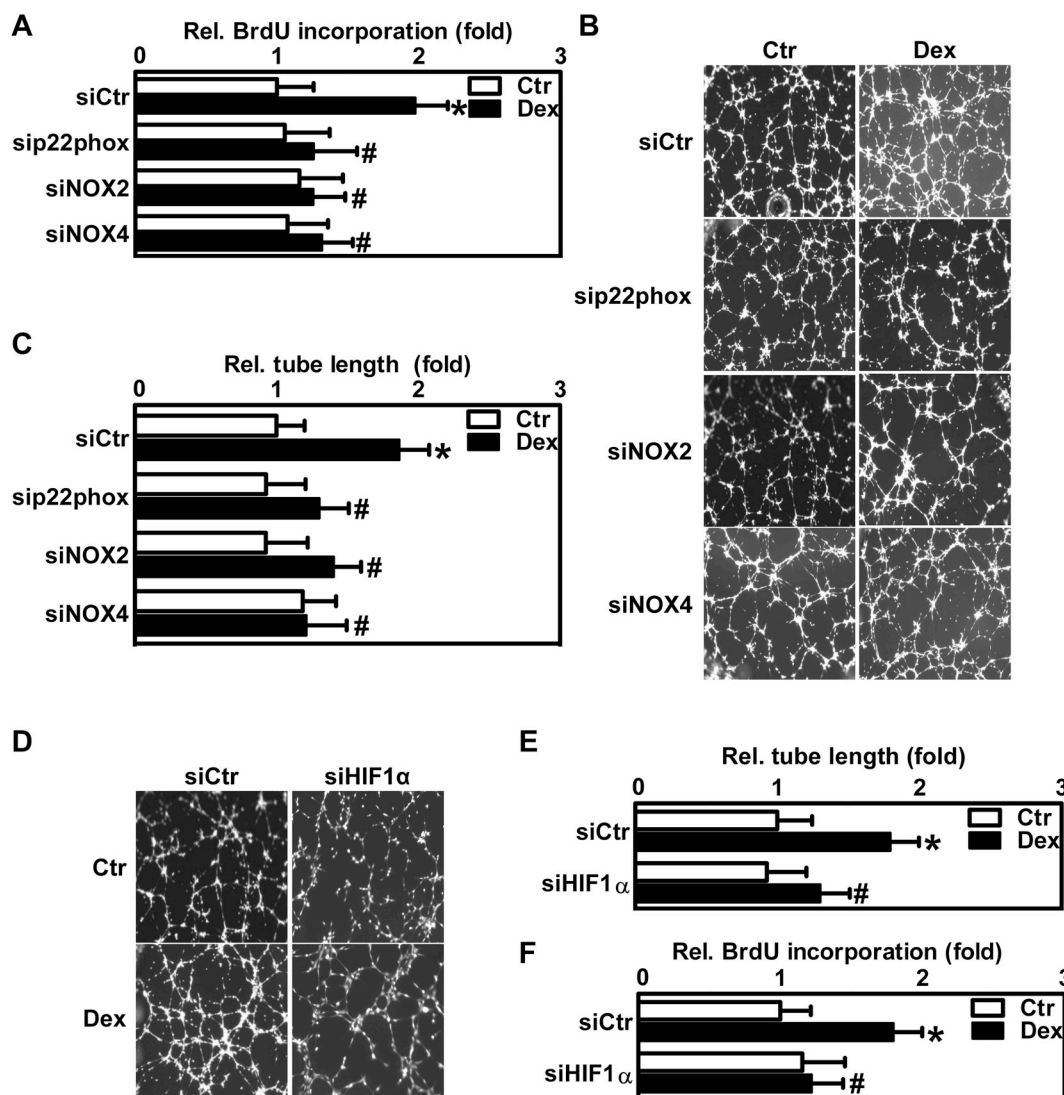 A
Rel. BrdU incorporation (fold)
0 1 2 3
siCtr
Ctr
Dex
*
sip22phox
#
siNOX2
#
siNOX4
#
B
Ctr Dex
siCtr
sip22phox
siNOX2
siNOX4
C
Rel. tube length (fold)
0 1 2 3
siCtr
Ctr
Dex
*
sip22phox
#
siNOX2
#
siNOX4
#
D
siCtr siHIF1α
Ctr
Dex
E
Rel. tube length (fold)
0 1 2 3
siCtr
Ctr
Dex
*
siHIF1α
#
F
Rel. BrdU incorporation (fold)
0 1 2 3
siCtr
Ctr
Dex
*
siHIF1α
#